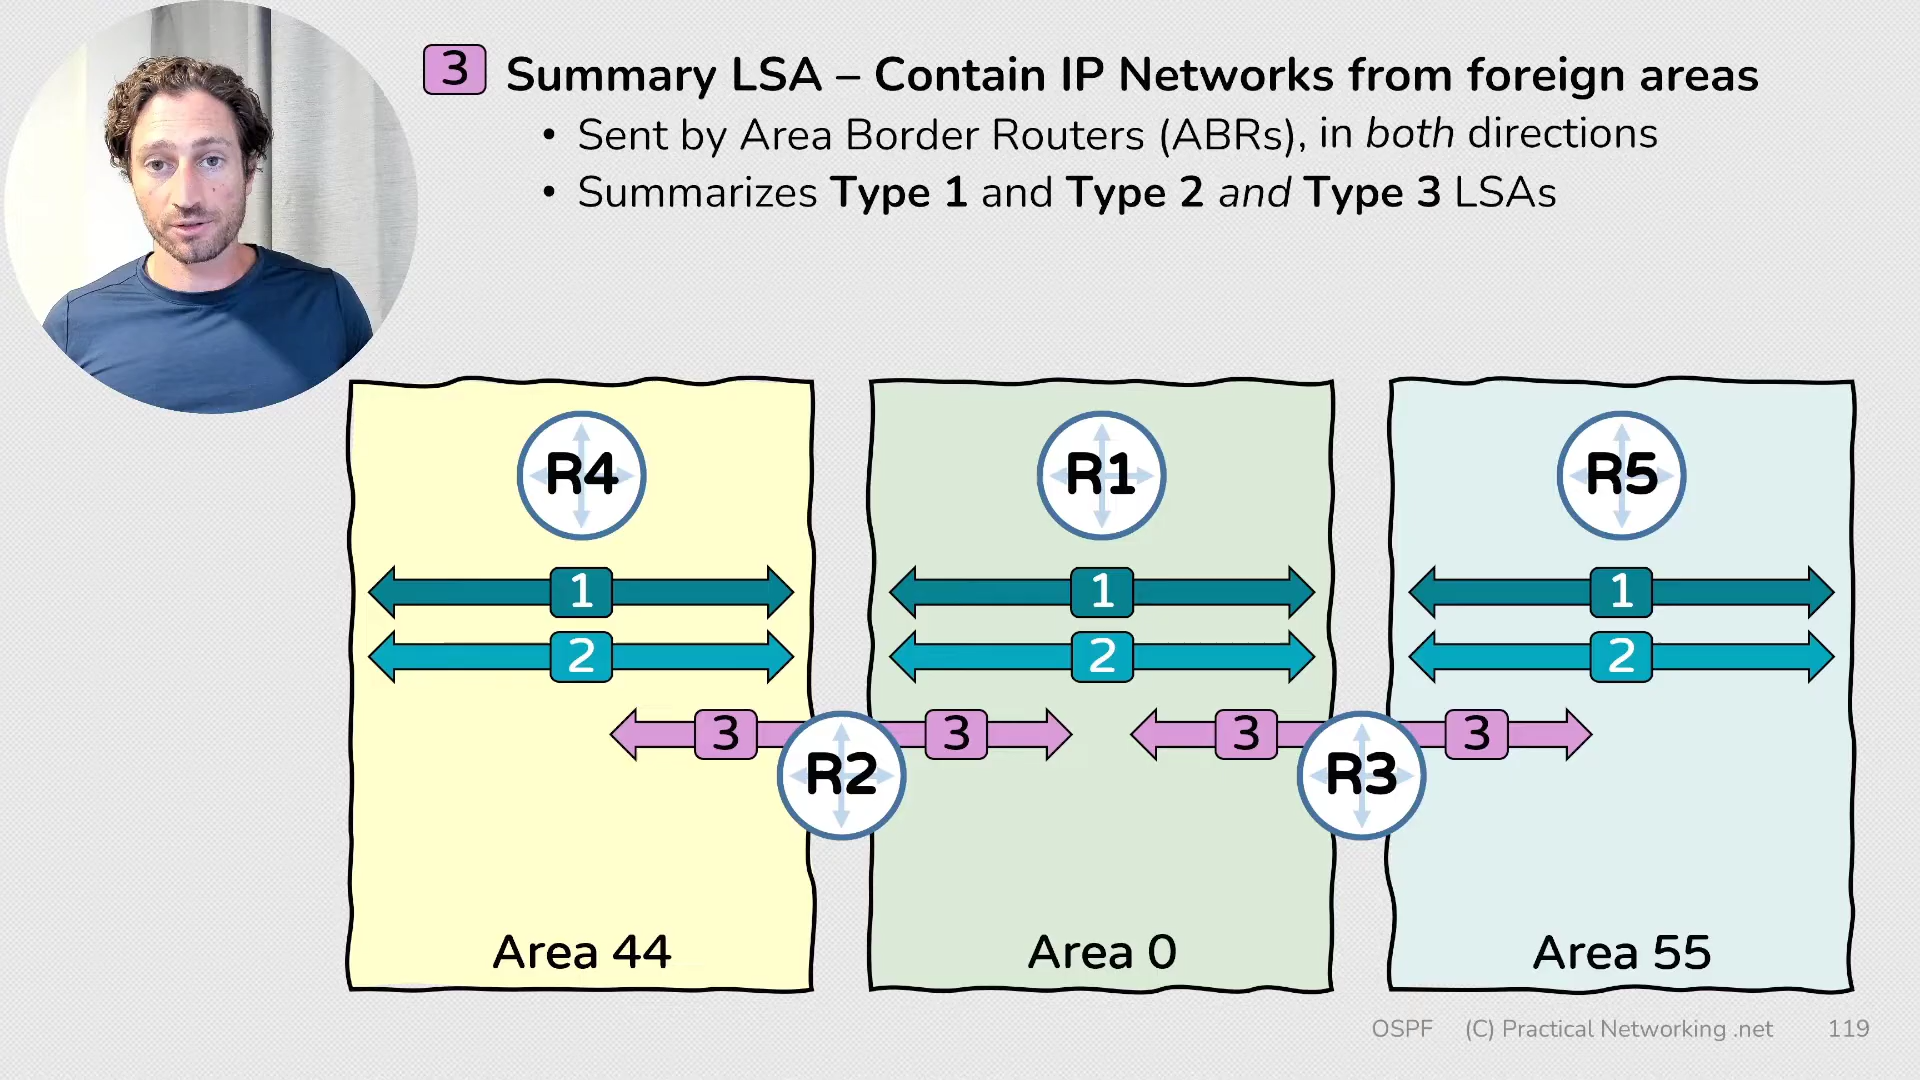 3 Summary LSA – Contain IP Networks from foreign areas
• Sent by Area Border Routers (ABRs), in both directions
• Summarizes Type 1 and Type 2 and Type 3 LSAs
R4 R1 R5
1 1 1
2 2 2
3 3 3 3
R2 R3
Area 44 Area 0 Area 55
OSPF (C) Practical Networking .net 119